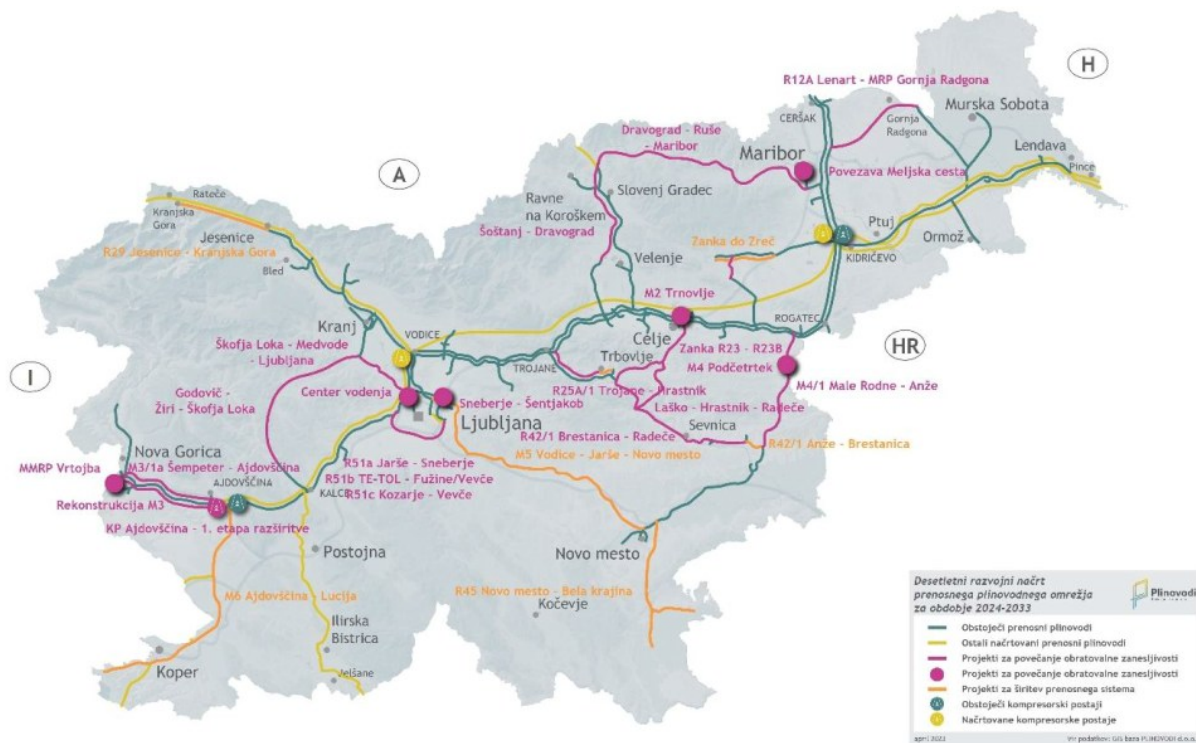 H
R12A Lenart - MRP Gornja Radgona
Murska Sobota
CERŠAK
Gornja
Radgona
Dravograd - Ruše
- Maribor
Maribor
Lendava
Pince
Povezava Meljska cesta
A
Ravne
na Koroškem
Slovenj Gradec
Rateče
Kranjska
Gora
Šoštanj - Dravograd
Ptuj
Ormož
Jesenice
R29 Jesenice - Kranjska Gora
Zanka do Zreč
KIDRIČEVO
Bled
Velenje
M2 Trnovlje
Kranj
VODICE
ROGATEC
Celje
HR
Škofja Loka - Medvode
- Ljubljana
Zanka R23 - R23B
TROJANE
Trbovlje
M4 Podčetrtek
I
R25A/1 Trojane - Hrastnik
M4/1 Male Rodne - Anže
Godovič -
Žiri - Škofja Loka
Center vodenja
Sneberje - Šentjakob
Laško - Hrastnik - Radeče
Ljubljana
Sevnica
R42/1 Brestanica - Radeče
R42/1 Anže - Brestanica
Nova Gorica
M5 Vodice - Jarše - Novo mesto
MMRP Vrtojba
M3/1a Šempeter - Ajdovščina
R51a Jarše - Sneberje
AJDOVŠČINA
R51b TE-TOL - Fužine/Vevče
KALCE
R51c Kozarje - Vevče
Rekonstrukcija M3
KP Ajdovščina - 1. etapa razširitve
Postojna
Novo mesto
M6 Ajdovščina - Lucija
R45 Novo mesto - Bela krajina
Kočevje
Ilirska
Bistrica
Koper
Jelšane
Desetletni razvojni načrt
prenosnega plinovodnega omrežja
za obdobje 2024-2033
Plinovodi
Obstoječi prenosni plinovodi
Ostali načrtovani prenosni plinovodi
Projekti za povečanje obratovalne zanesljivosti
Projekti za povečanje obratovalne zanesljivosti
Projekti za širitev prenosnega sistema
Obstoječi kompresorski postaji
Načrtovane kompresorske postaje
april 2023
Vir podatkov: GIS baza PLINOVODI d.o.o.